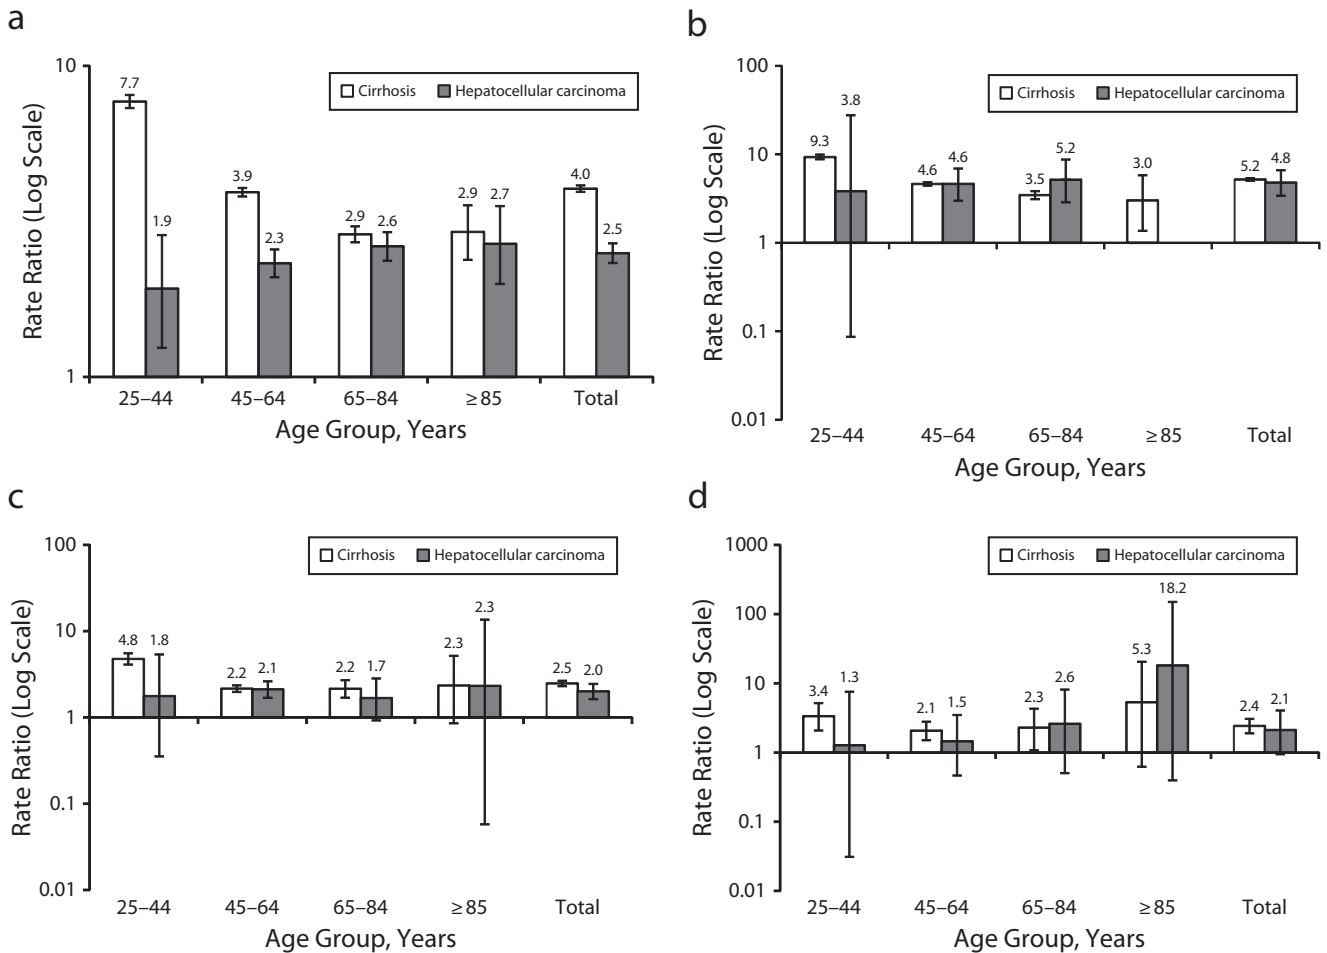 a
10
1
Rate Ratio (Log Scale)
Cirrhosis Hepatocellular carcinoma
7.7
1.9
3.9
2.3
2.9
2.6
2.9
2.7
4.0
2.5
25–44 45–64 65–84 ≥85 Total
Age Group, Years
b
100
10
1
0.1
0.01
Rate Ratio (Log Scale)
Cirrhosis Hepatocellular carcinoma
9.3
3.8
4.6
4.6
3.5
5.2
3.0
5.2
4.8
25–44 45–64 65–84 ≥85 Total
Age Group, Years
c
100
10
1
0.1
0.01
Rate Ratio (Log Scale)
Cirrhosis Hepatocellular carcinoma
4.8
1.8
2.2
2.1
2.2
1.7
2.3
2.3
2.5
2.0
25–44 45–64 65–84 ≥85 Total
Age Group, Years
d
1000
100
10
1
0.1
0.01
Rate Ratio (Log Scale)
Cirrhosis Hepatocellular carcinoma
3.4
1.3
2.1
1.5
2.3
2.6
5.3
18.2
2.4
2.1
25–44 45–64 65–84 ≥85 Total
Age Group, Years